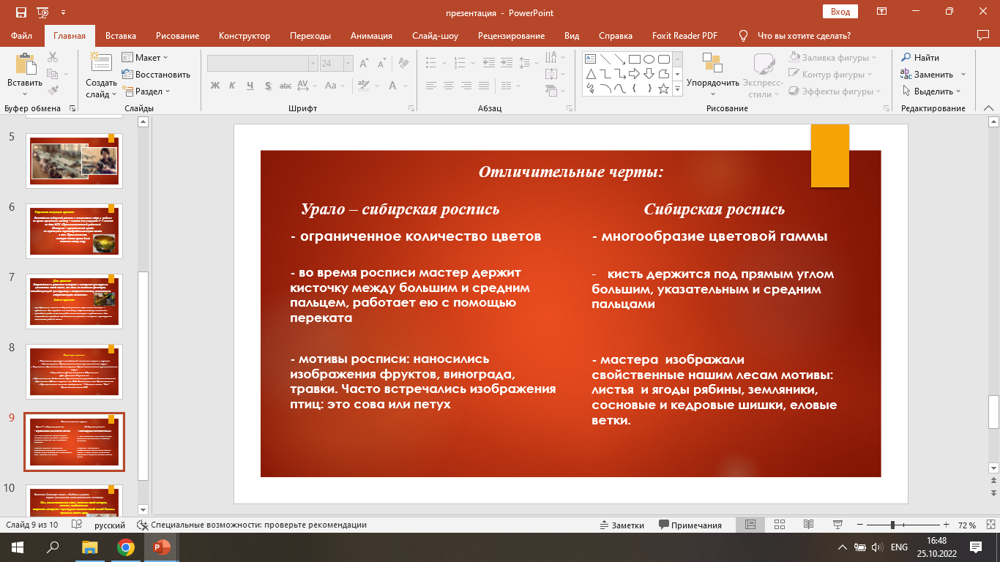 презентация - PowerPoint
Вход
Файл Главная Вставка Рисование Конструктор Переходы Анимация Слайд-шоу Рецензирование Вид Справка Foxit Reader PDF Что вы хотите сделать?
Вставить
Буфер обмена
Создать слайд
Макет
Восстановить
Раздел
Слайды
24
Ж К Ч S abc AV Aa A
Шрифт
Абзац
Упорядочить
Экспресс-стили
Заливка фигуры
Контур фигуры
Эффекты фигуры
Рисование
Найти
Заменить
Выделить
Редактирование
5
6
7
8
9
10
Отличительные черты:
Урало – сибирская роспись
- ограниченное количество цветов
- во время росписи мастер держит
кисточку между большим и средним
пальцем, работает ею с помощью
переката
- мотивы росписи: наносились
изображения фруктов, винограда,
травки. Часто встречались изображения
птиц: это сова или петух
Сибирская роспись
- многообразие цветовой гаммы
- кисть держится под прямым углом
большим, указательным и средним
пальцами
- мастера изображали
свойственные нашим лесам мотивы:
листья и ягоды рябины, земляники,
сосновые и кедровые шишки, еловые
ветки.
Слайд 9 из 10 русский Специальные возможности: проверьте рекомендации Заметки Примечания 72 %
ENG
16:48
25.10.2022